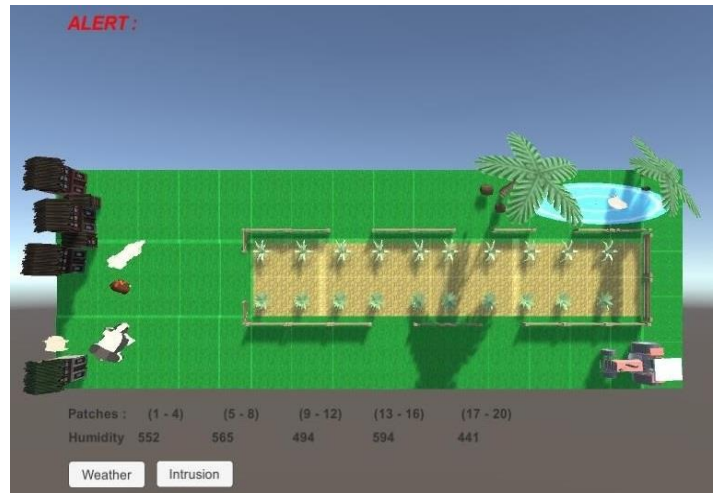 ALERT :
Patches : (1 - 4) (5 - 8) (9 - 12) (13 - 16) (17 - 20)
Humidity 552 565 494 594 441
Weather Intrusion